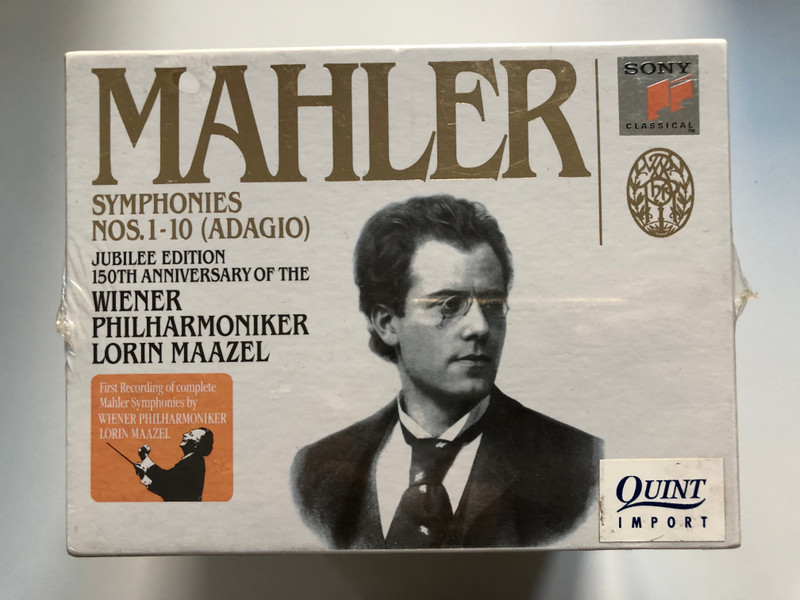 MAHLER
SYMPHONIES
NOS. 1-10 (ADAGIO)
JUBILEE EDITION
150TH ANNIVERSARY OF THE
WIENER
PHILHARMONIKER
LORIN MAAZEL
First Recording of complete
Mahler Symphonies by
WIENER PHILHARMONIKER
LORIN MAAZEL
SONY
CLASSICAL
QUINT
IMPORT